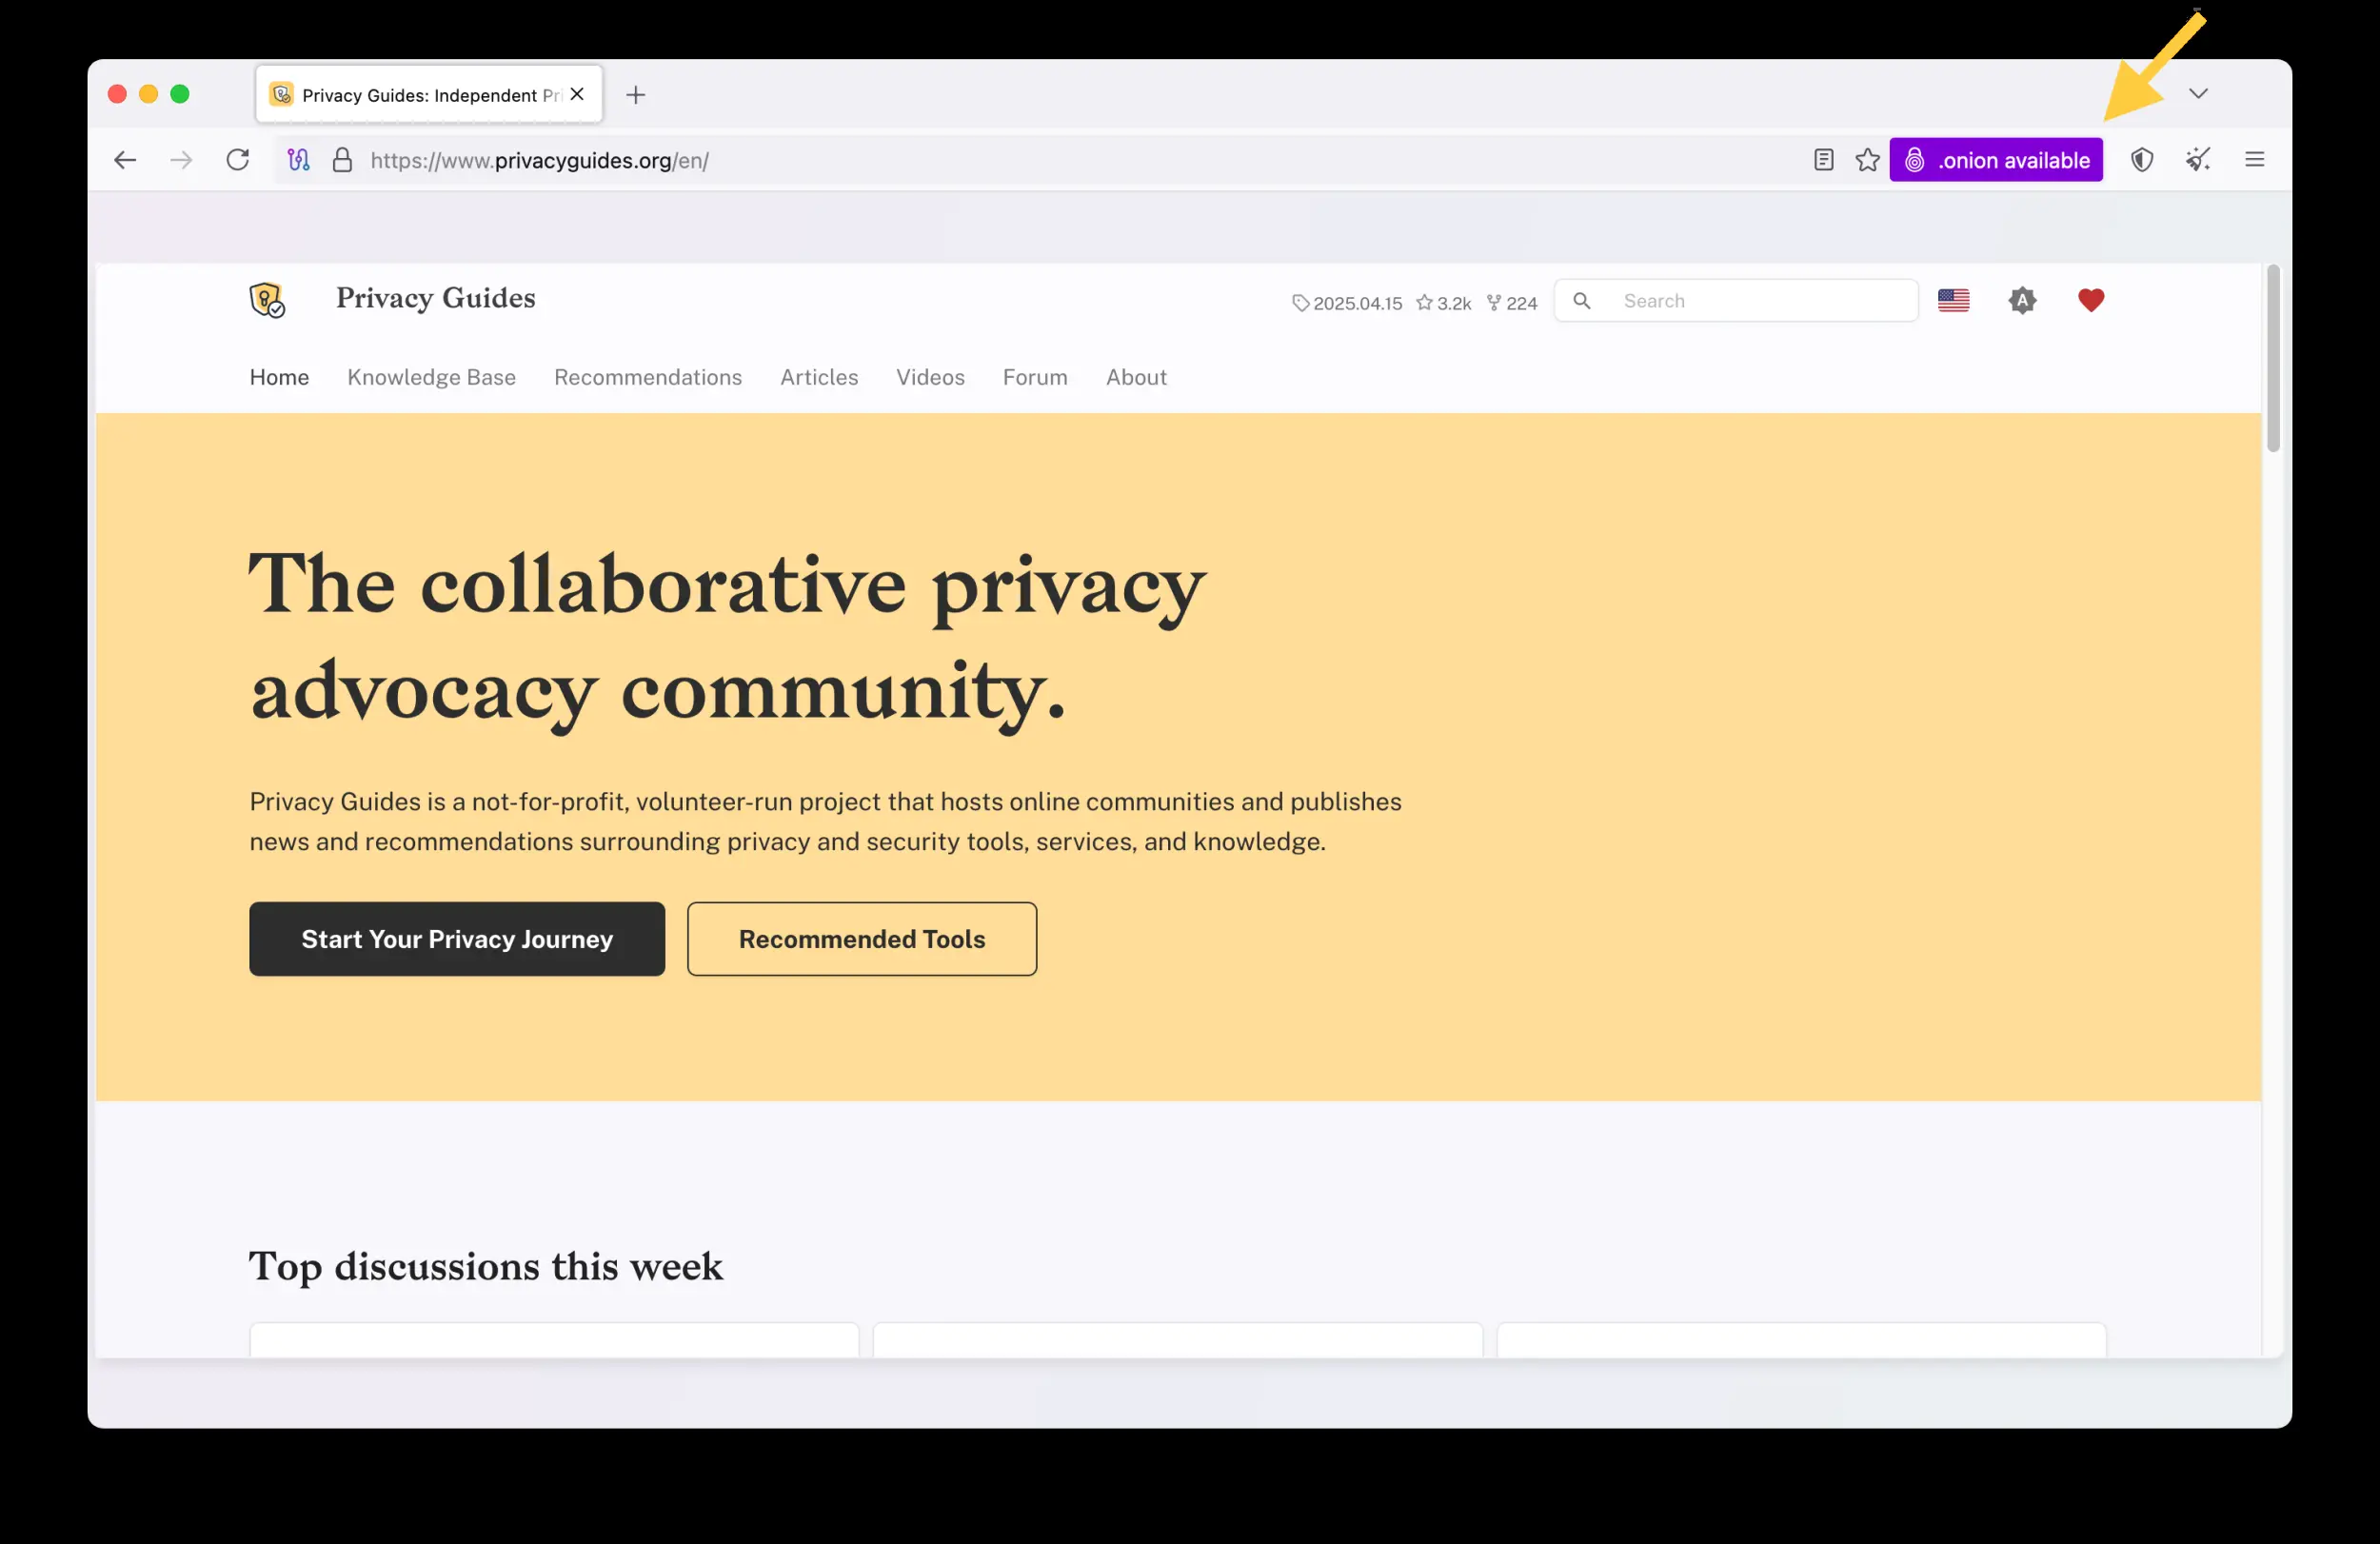 Privacy Guides: Independent Pri
https://www.privacyguides.org/en/
.onion available
Privacy Guides
2025.04.15 3.2k 224
Search
A
Home Knowledge Base Recommendations Articles Videos Forum About
The collaborative privacy
advocacy community.
Privacy Guides is a not-for-profit, volunteer-run project that hosts online communities and publishes
news and recommendations surrounding privacy and security tools, services, and knowledge.
Start Your Privacy Journey Recommended Tools
Top discussions this week